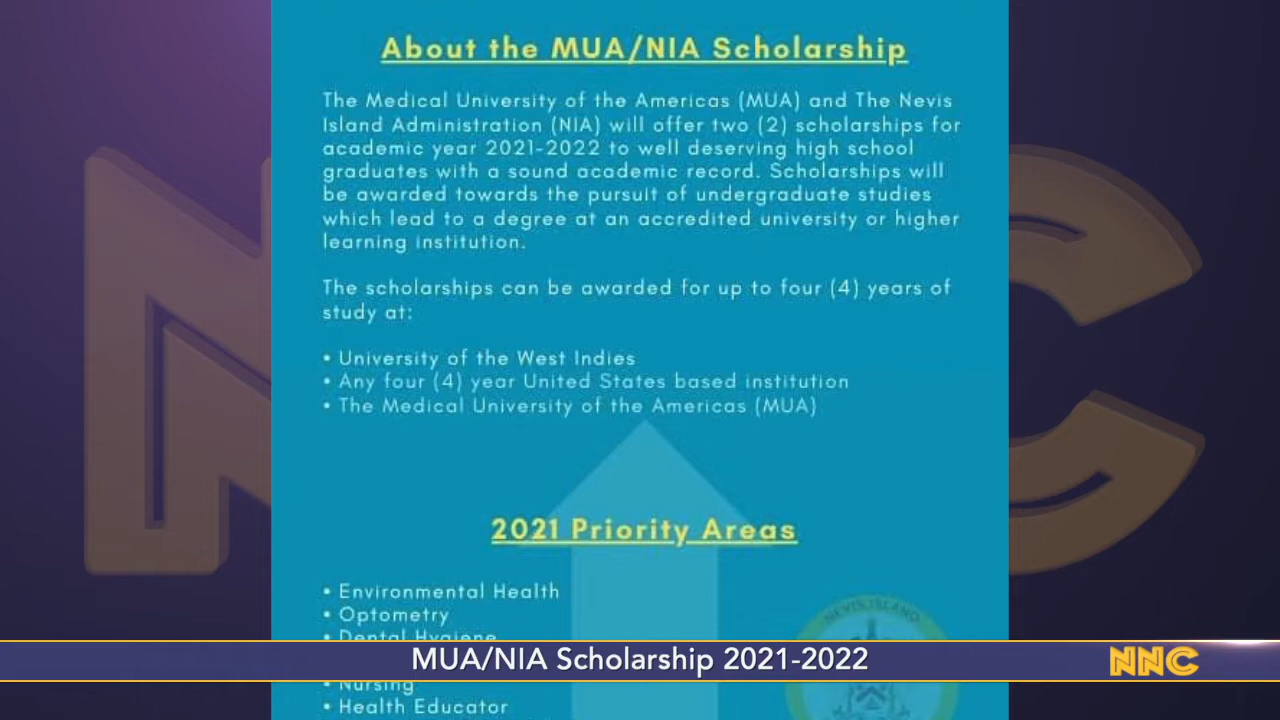 About the MUA/NIA Scholarship
The Medical University of the Americas (MUA) and The Nevis
Island Administration (NIA) will offer two (2) scholarships for
academic year 2021-2022 to well deserving high school
graduates with a sound academic record. Scholarships will
be awarded towards the pursuit of undergraduate studies
which lead to a degree at an accredited university or higher
learning institution.
The scholarships can be awarded for up to four (4) years of
study at:
• University of the West Indies
• Any four (4) year United States based institution
• The Medical University of the Americas (MUA)
2021 Priority Areas
• Environmental Health
• Optometry
• Dental Hygiene
NEVIS ISLAND
MUA/NIA Scholarship 2021-2022
NNC
• Nursing
• Health Educator
N
C